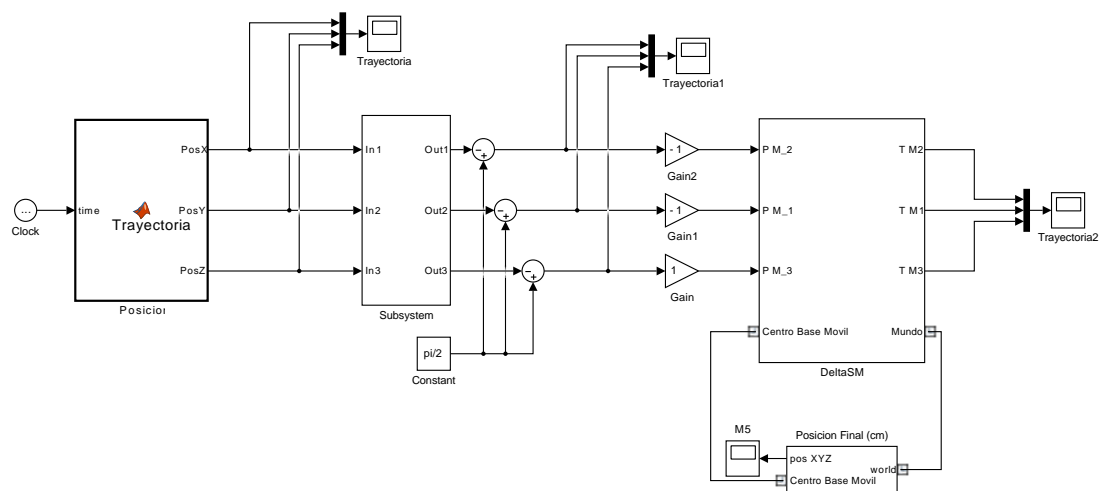 Trayectoria
Trayectoria1
PosX
In1
Out1
- 1
P M_2
T M2
Gain2
...
time
Trayectoria
PosY
In2
Out2
- 1
P M_1
T M1
Clock
Gain1
Trayectoria2
PosZ
In3
Out3
1
P M_3
T M3
Gain
Posicior
Subsystem
pi/2
Centro Base Movil
Mundo
Constant
DeltaSM
M5
Posicion Final (cm)
pos XYZ
world
Centro Base Movil